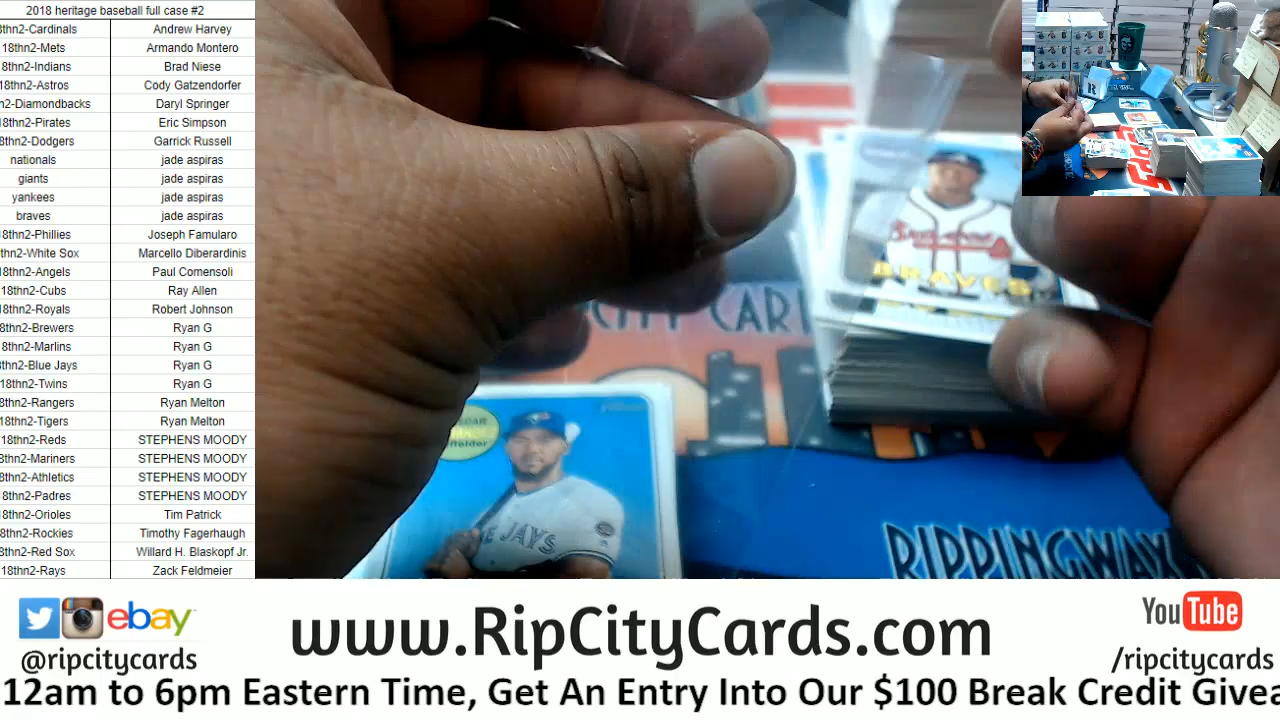 2018 heritage baseball full case #2
8thn2-Cardinals Andrew Harvey
18thn2-Mets Armando Montero
18thn2-Indians Brad Niese
18thn2-Astros Cody Gatzendorfer
n2-Diamondbacks Daryl Springer
18thn2-Pirates Eric Simpson
8thn2-Dodgers Garrick Russell
nationals jade aspiras
giants jade aspiras
yankees jade aspiras
braves jade aspiras
18thn2-Phillies Joseph Famularo
thn2-White Sox Marcello Diberardinis
18thn2-Angels Paul Comensoli
18thn2-Cubs Ray Allen
18thn2-Royals Robert Johnson
18thn2-Brewers Ryan G
8thn2-Marlins Ryan G
8thn2-Blue Jays Ryan G
18thn2-Twins Ryan G
8thn2-Rangers Ryan Melton
18thn2-Tigers Ryan Melton
18thn2-Reds STEPHENS MOODY
8thn2-Mariners STEPHENS MOODY
8thn2-Athletics STEPHENS MOODY
8thn2-Padres STEPHENS MOODY
18thn2-Orioles Tim Patrick
8thn2-Rockies Timothy Fagerhaugh
8thn2-Red Sox Willard H. Blaskopf Jr.
18thn2-Rays Zack Feldmeier
BRAVES
CITY CAR
JAYS
RIPPINGWAX
ebay
@ripcitycards
www.RipCityCards.com
YouTube
/ripcitycards
12am to 6pm Eastern Time, Get An Entry Into Our $100 Break Credit Givea